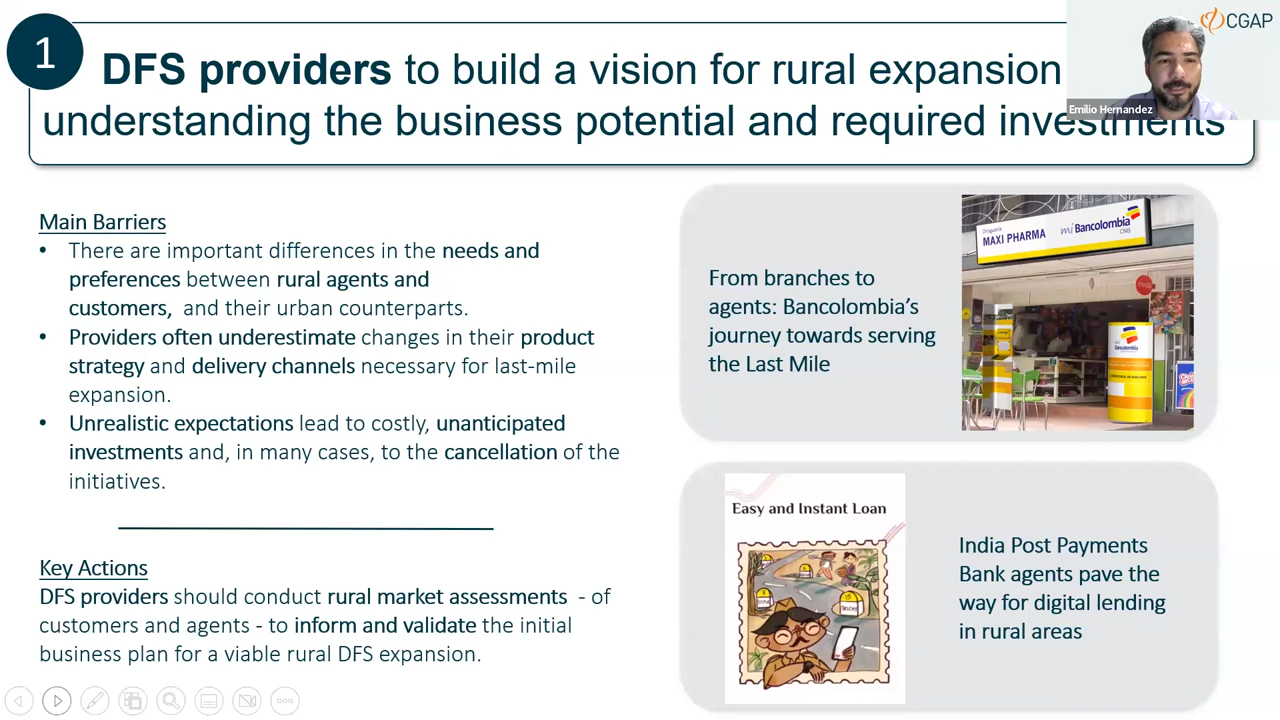 1
DFS providers to build a vision for rural expansion
understanding the business potential and required investments
CGAP
Emilio Hernandez
Main Barriers
• There are important differences in the needs and
preferences between rural agents and
customers, and their urban counterparts.
• Providers often underestimate changes in their product
strategy and delivery channels necessary for last-mile
expansion.
• Unrealistic expectations lead to costly, unanticipated
investments and, in many cases, to the cancellation of the
initiatives.
Key Actions
DFS providers should conduct rural market assessments - of
customers and agents - to inform and validate the initial
business plan for a viable rural DFS expansion.
From branches to
agents: Bancolombia’s
journey towards serving
the Last Mile
Droguería
MAXI PHARMA
mi Bancolombia
CNB
Bancolombia
Easy and Instant Loan
India Post Payments
Bank agents pave the
way for digital lending
in rural areas